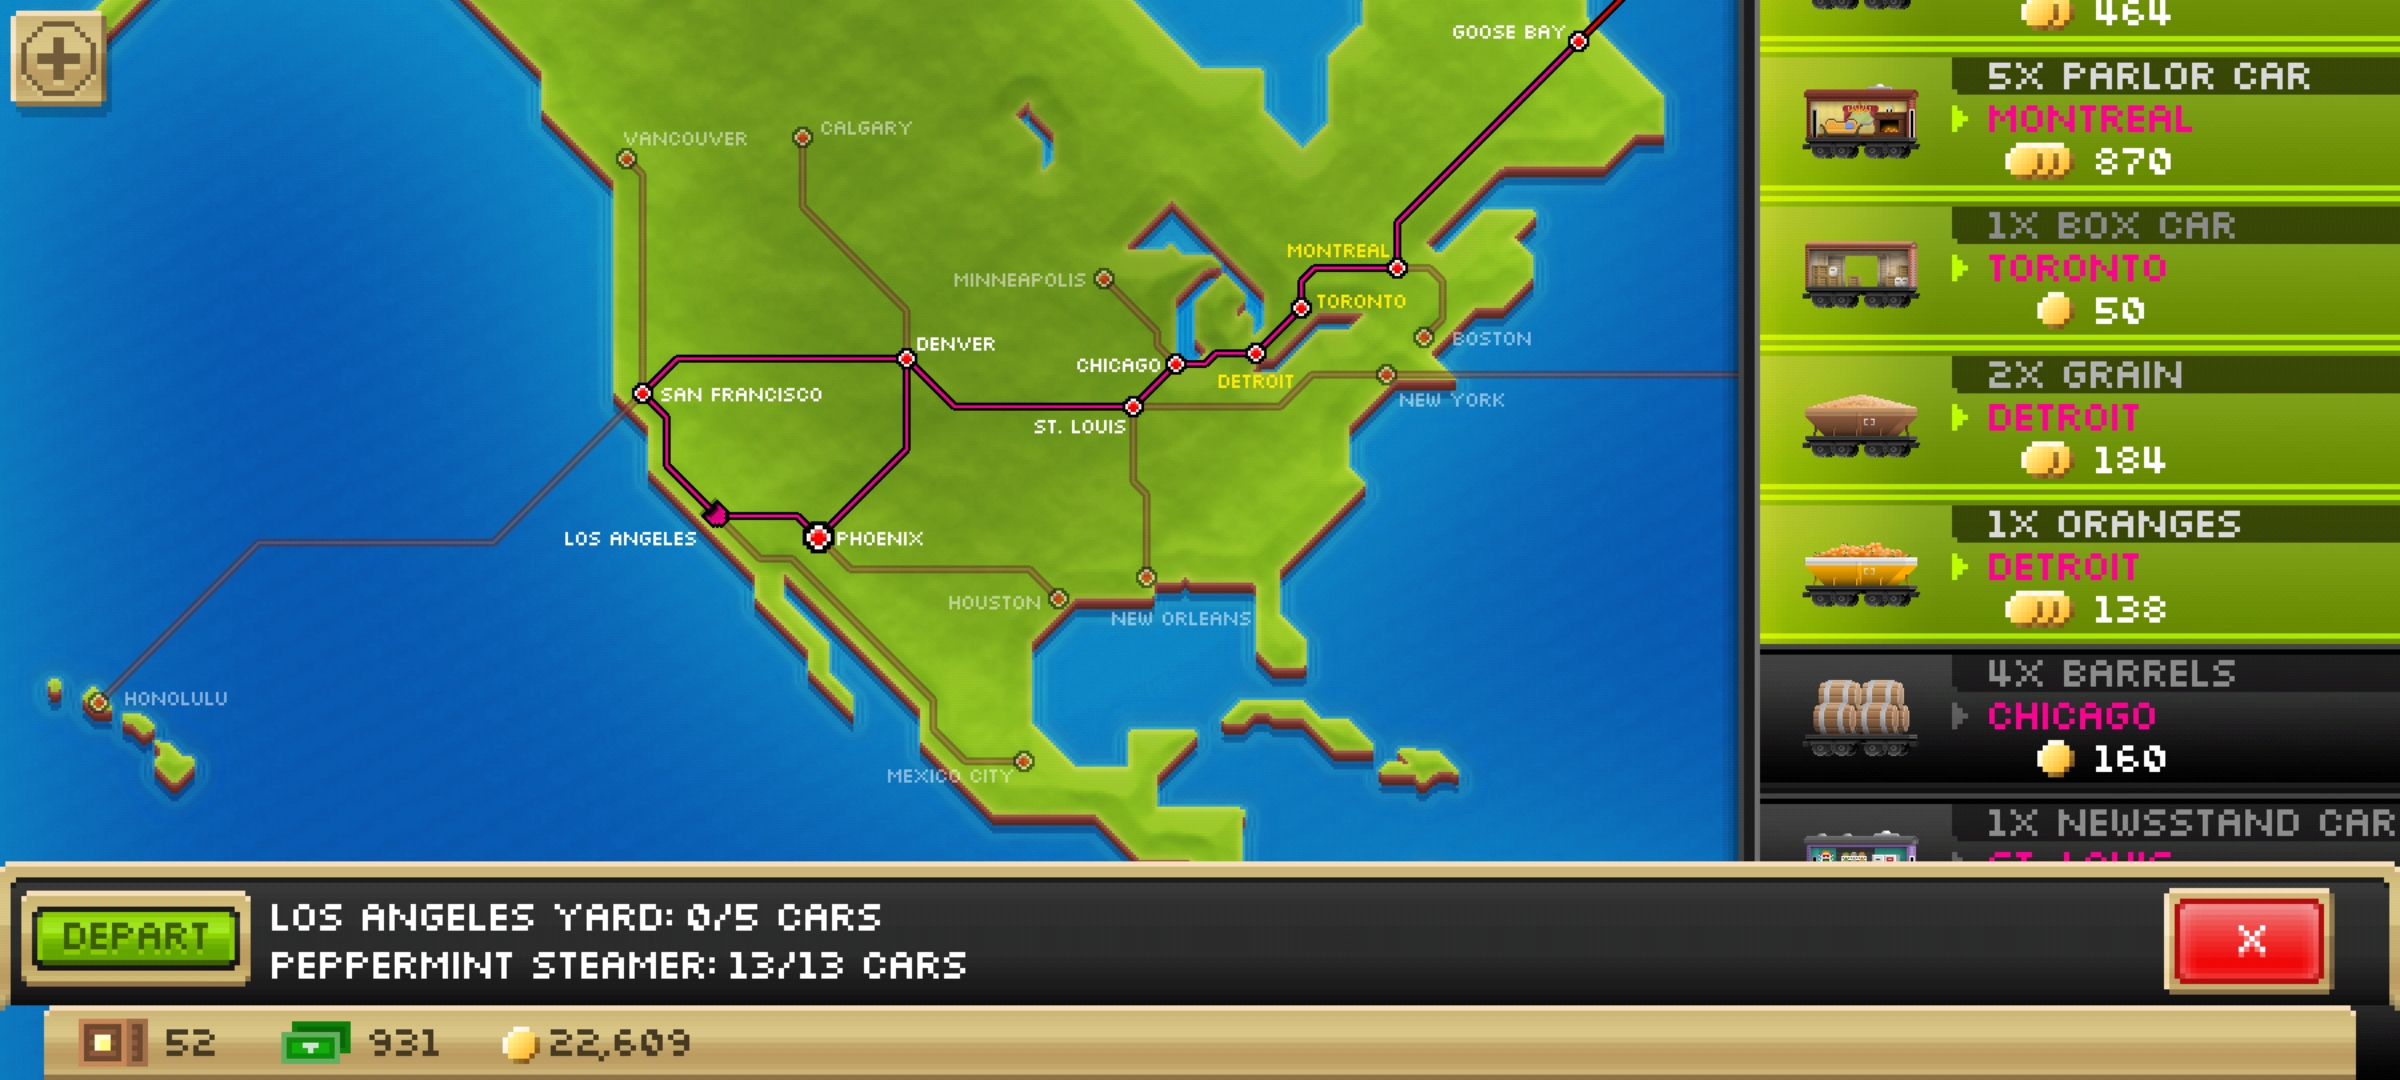 GOOSE BAY
VANCOUVER
CALGARY
MONTREAL
MINNEAPOLIS
TORONTO
DENVER
CHICAGO
BOSTON
DETROIT
SAN FRANCISCO
NEW YORK
ST. LOUIS
LOS ANGELES
PHOENIX
HOUSTON
NEW ORLEANS
HONOLULU
MEXICO CITY
464
5X PARLOR CAR
MONTREAL
870
1X BOX CAR
TORONTO
50
2X GRAIN
DETROIT
184
1X ORANGES
DETROIT
138
4X BARRELS
CHICAGO
160
1X NEWSSTAND CAR
ST. LOUIS
DEPART
LOS ANGELES YARD: 0/5 CARS
PEPPERMINT STEAMER: 13/13 CARS
X
52
931
22,609